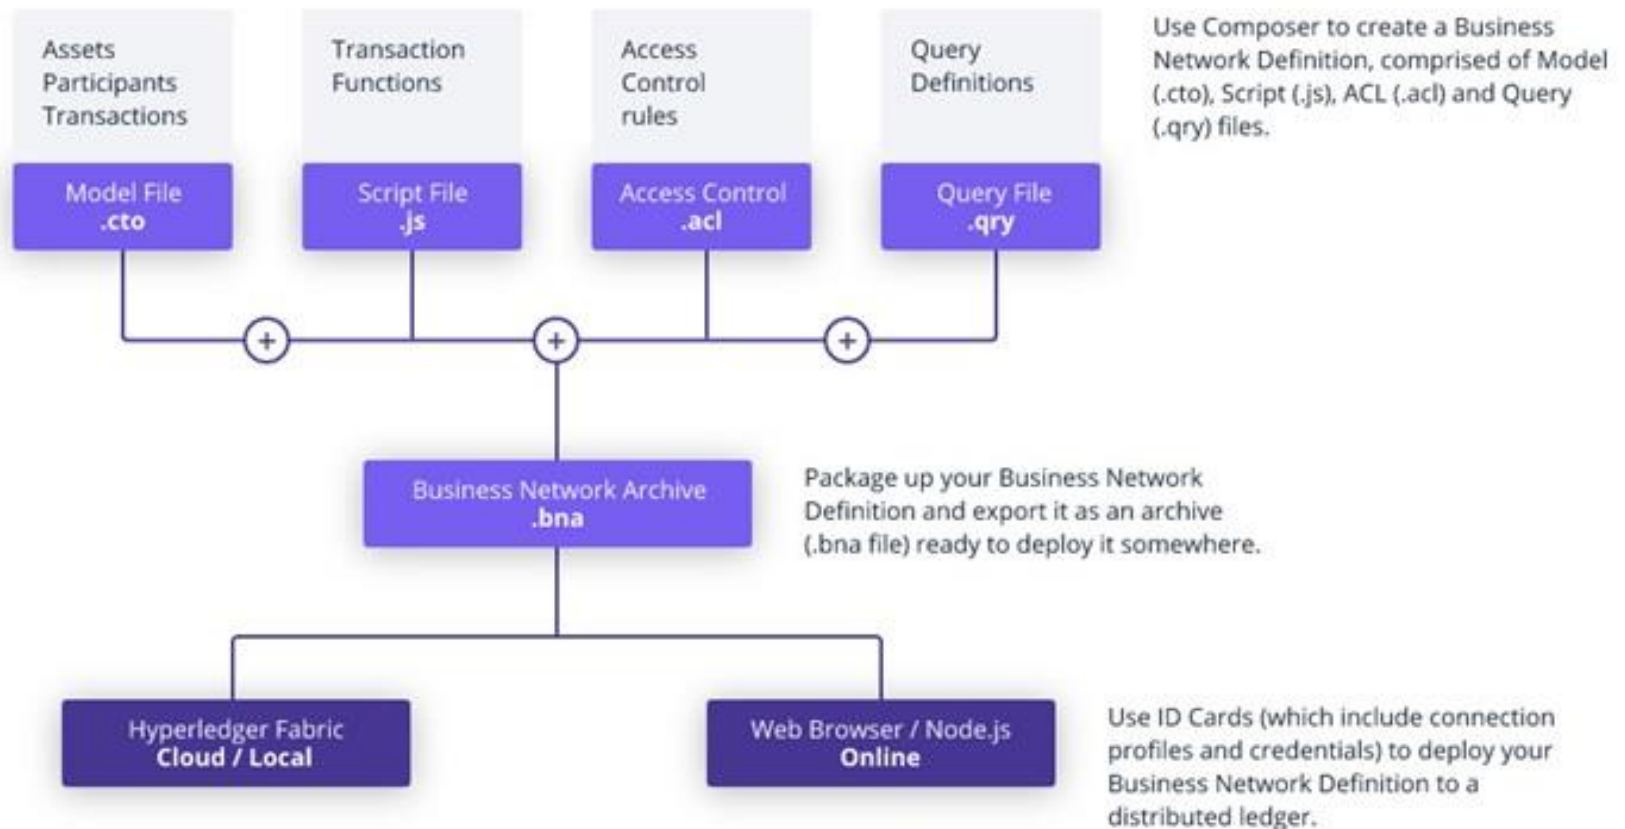 Assets
Participants
Transactions
Model File
.cto
Transaction
Functions
Script File
.js
Access
Control
rules
Access Control
.acl
Query
Definitions
Query File
.qry
Use Composer to create a Business
Network Definition, comprised of Model
(.cto), Script (.js), ACL (.acl) and Query
(.qry) files.
+
+
+
Business Network Archive
.bna
Package up your Business Network
Definition and export it as an archive
(.bna file) ready to deploy it somewhere.
Hyperledger Fabric
Cloud / Local
Web Browser / Node.js
Online
Use ID Cards (which include connection
profiles and credentials) to deploy your
Business Network Definition to a
distributed ledger.